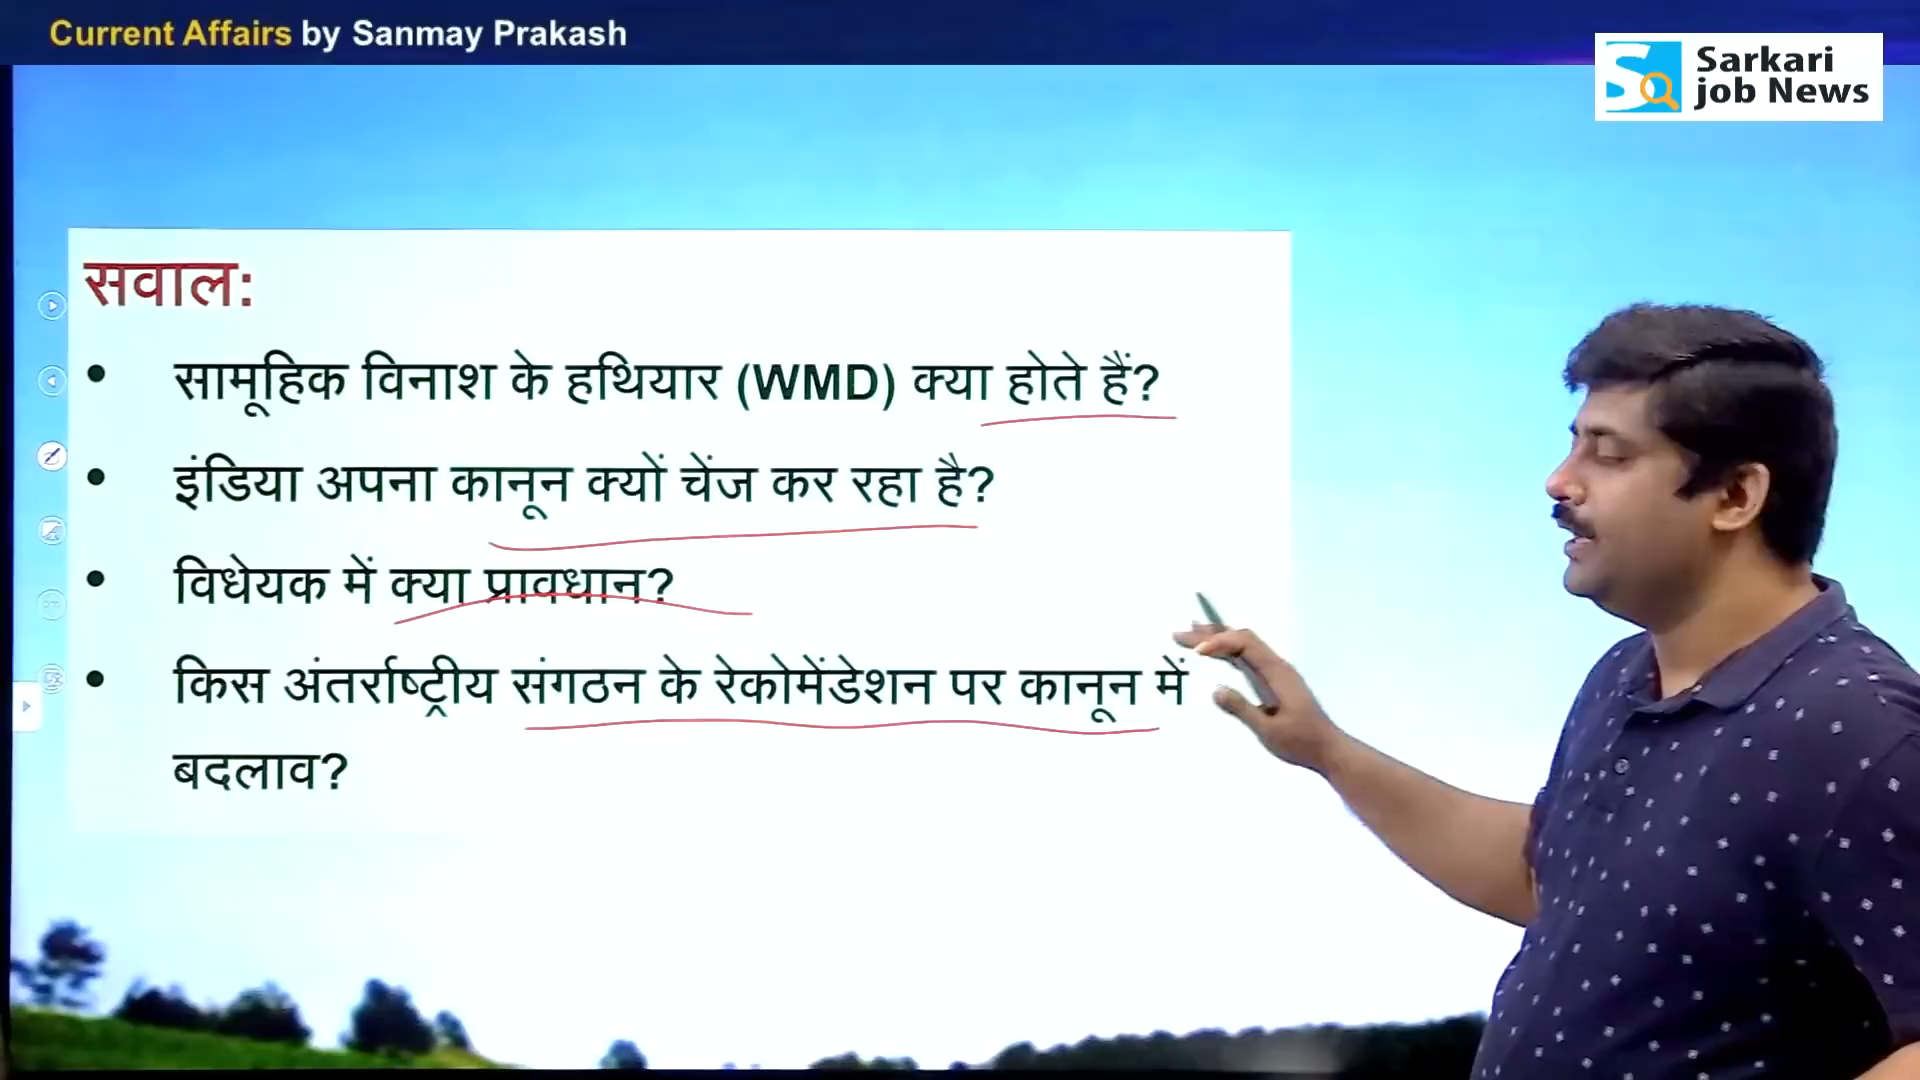 Current Affairs by Sanmay Prakash
Sarkari
job News
सवाल:
• सामूहिक विनाश के हथियार (WMD) क्या होते हैं?
• इंडिया अपना कानून क्यों चेंज कर रहा है?
• विधेयक में क्या प्रावधान?
• किस अंतर्राष्ट्रीय संगठन के रेकोमेंडेशन पर कानून में
बदलाव?